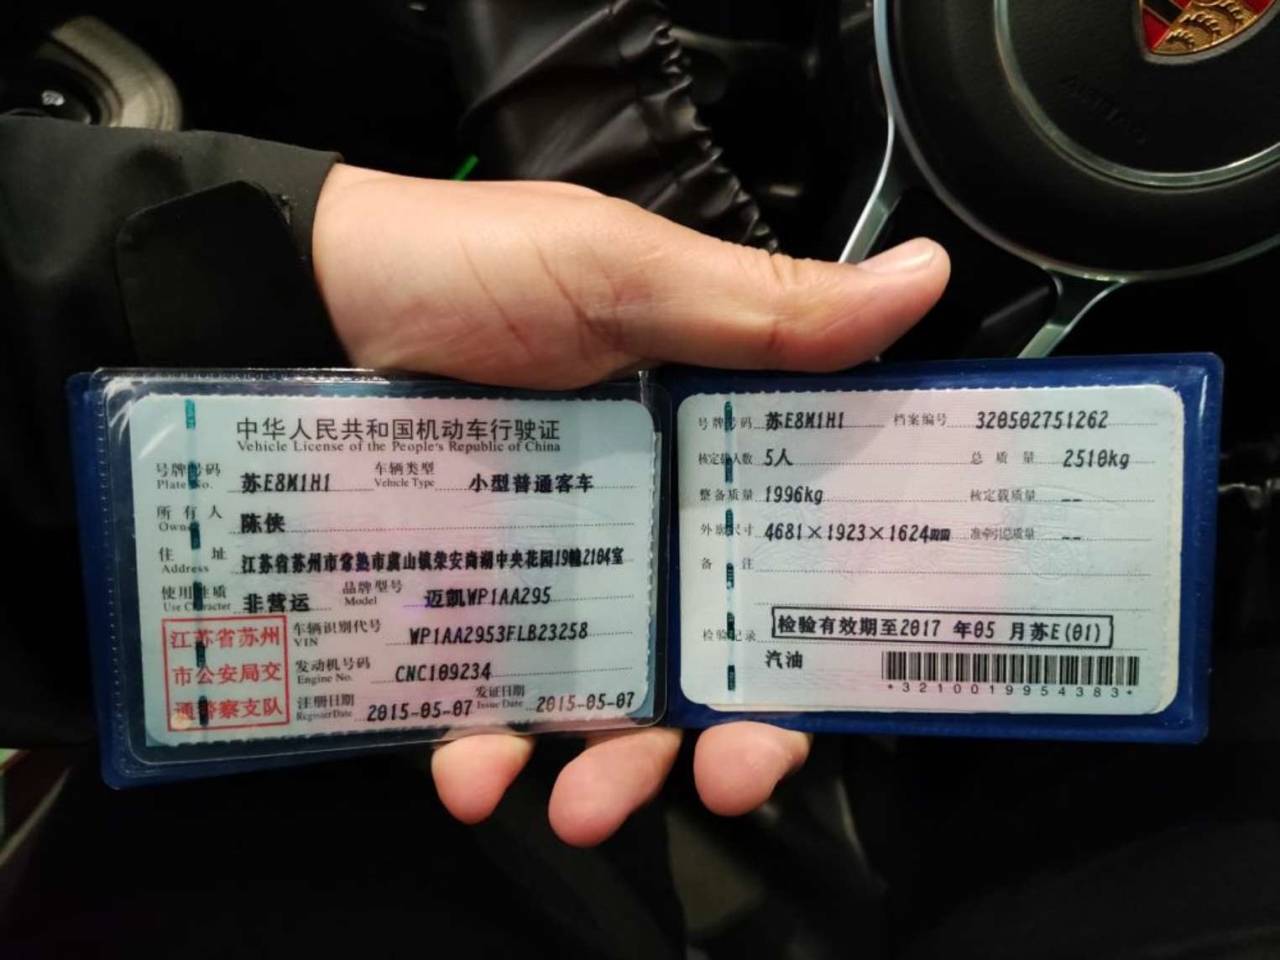 中华人民共和国机动车行驶证
Vehicle License of the People's Republic of China
号牌号码 苏E8M1H1 车辆类型 小型普通客车
Plate No. Vehicle Type
所有人 陈侠
Owner
住址 江苏省苏州市常熟市虞山镇荣安尚湖中央花园19幢2104室
Address
使用性质 非营运 品牌型号 迈凯WP1AA295
Use Character Model
江苏省苏州
市公安局交
通警察支队
车辆识别代号 WP1AA2953FLB23258
VIN
发动机号码 CNC109234
Engine No.
注册日期 2015-05-07 发证日期 2015-05-07
Register Date Issue Date
号牌号码 苏E8M1H1 档案编号 320502751262
核定载人数 5人 总质量 2510kg
整备质量 1996kg 核定载质量 --
外廓尺寸 4681×1923×1624mm 准牵引总质量 --
备注
检验记录 检验有效期至2017 年05 月苏E(01)
汽油
*3210019954383*